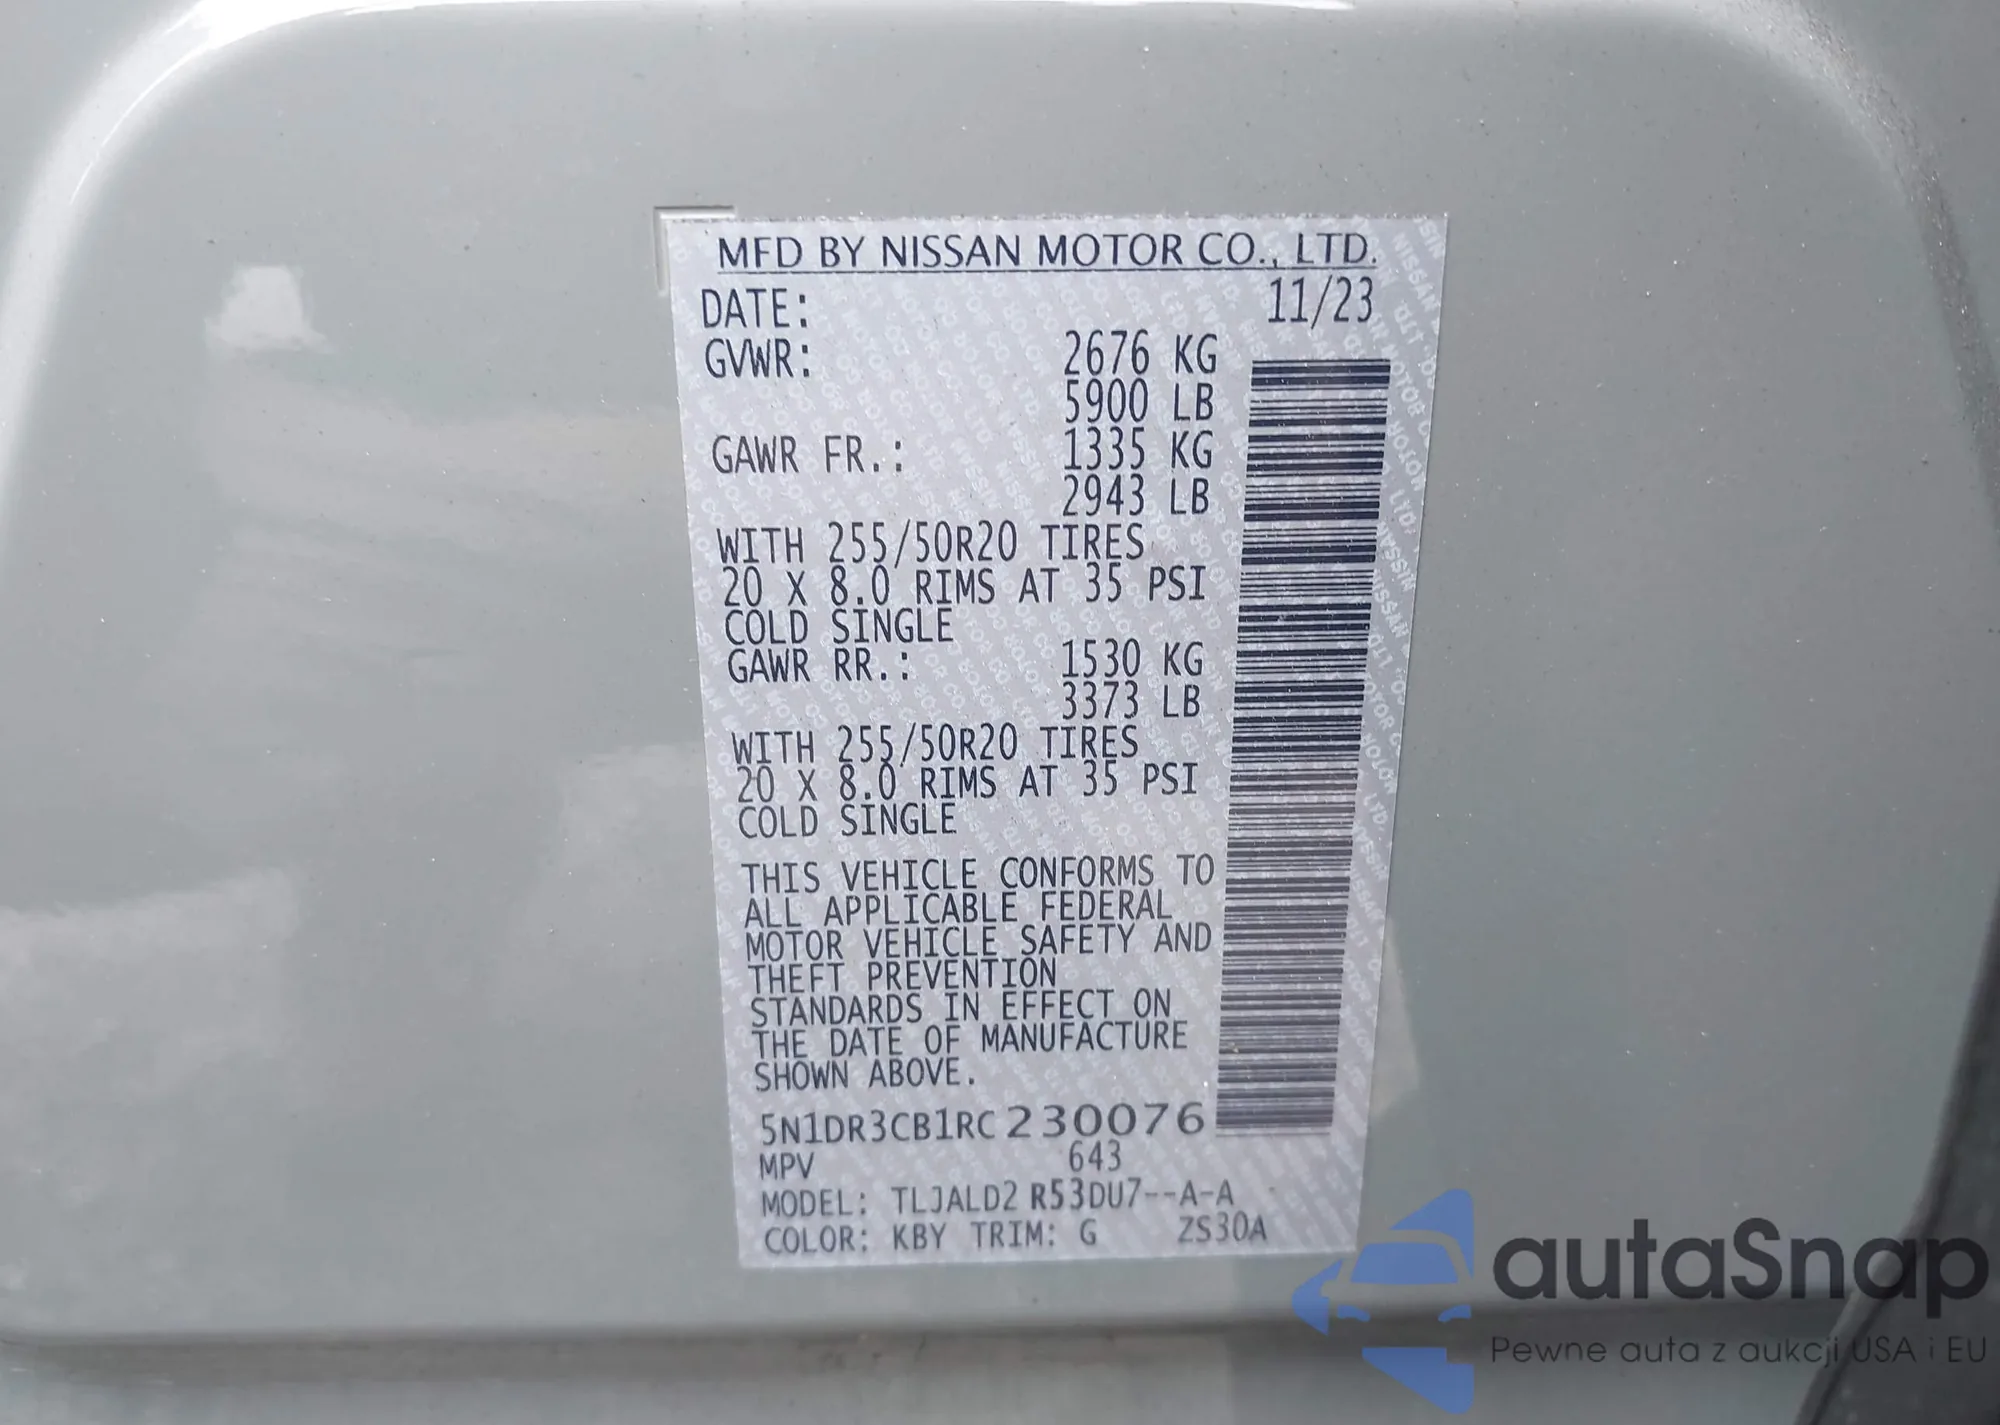 MFD BY NISSAN MOTOR CO., LTD.
DATE: 11/23
GVWR: 2676 KG
5900 LB
GAWR FR.: 1335 KG
2943 LB
WITH 255/50R20 TIRES
20 X 8.0 RIMS AT 35 PSI
COLD SINGLE
GAWR RR.: 1530 KG
3373 LB
WITH 255/50R20 TIRES
20 X 8.0 RIMS AT 35 PSI
COLD SINGLE
THIS VEHICLE CONFORMS TO
ALL APPLICABLE FEDERAL
MOTOR VEHICLE SAFETY AND
THEFT PREVENTION
STANDARDS IN EFFECT ON
THE DATE OF MANUFACTURE
SHOWN ABOVE.
5N1DR3CB1RC230076
MPV 643
MODEL: TLJALD2 R53DU7--A-A
COLOR: KBY TRIM: G ZS30A
autaSnap
Pewne auta z aukcji USA i EU